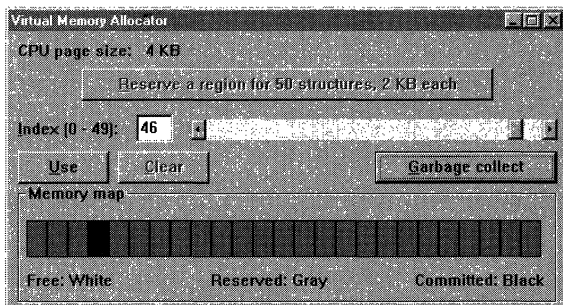 Virtual Memory Allocator
CPU page size: 4 KB
Reserve a region for 50 structures, 2 KB each
Index (0 - 49): 46
Use Clear Garbage collect
Memory map
Free: White Reserved: Gray Committed: Black